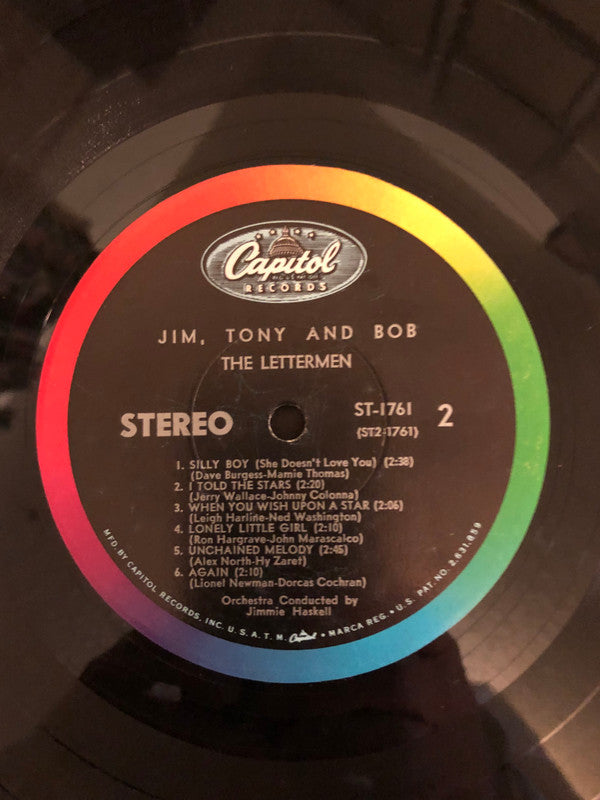 Capitol
RECORDS
JIM, TONY AND BOB
THE LETTERMEN
STEREO
ST-1761
(ST2-1761)
2
1. SILLY BOY (She Doesn't Love You) (2:38)
(Dave Burgess-Mamie Thomas)
2. I TOLD THE STARS (2:20)
(Jerry Wallace-Johnny Colonna)
3. WHEN YOU WISH UPON A STAR (2:06)
(Leigh Harline-Ned Washington)
4. LONELY LITTLE GIRL (2:10)
(Ron Hargrave-John Marascalco)
5. UNCHAINED MELODY (2:45)
(Alex North-Hy Zaret)
6. AGAIN (2:10)
(Lionel Newman-Dorcas Cochran)
Orchestra Conducted by
Jimmie Haskell
MFD. BY CAPITOL RECORDS, INC. U.S.A. T.M. Capitol • MARCA REG. • U.S. PAT. NO. 2,631,859